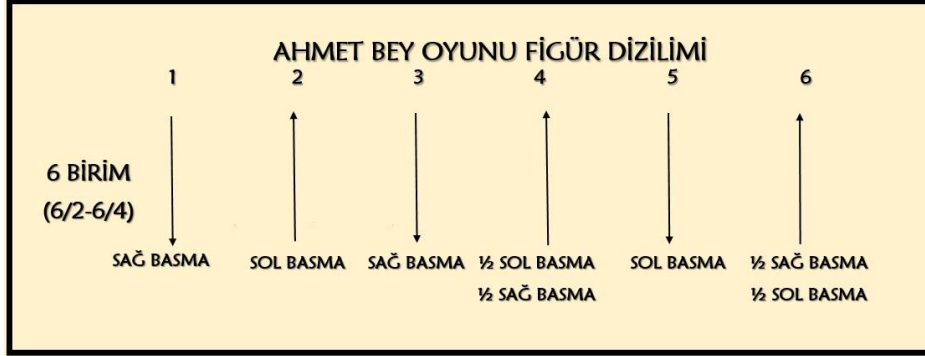 AHMET BEY OYUNU FİGÜR DİZİLİMİ
1 2 3 4 5 6
6 BİRİM
(6/2-6/4)
SAĞ BASMA SOL BASMA SAĞ BASMA ½ SOL BASMA SOL BASMA ½ SAĞ BASMA
½ SAĞ BASMA ½ SOL BASMA